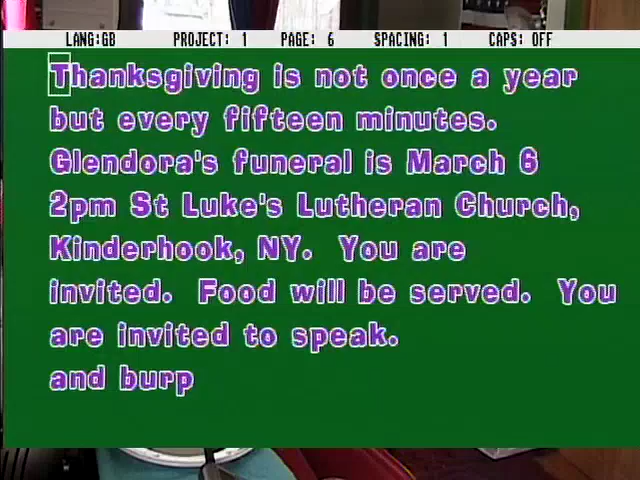 LANG:GB PROJECT: 1 PAGE: 6 SPACING: 1 CAPS: OFF
Thanksgiving is not once a year
but every fifteen minutes.
Glendora's funeral is March 6
2pm St Luke's Lutheran Church,
Kinderhook, NY. You are
invited. Food will be served. You
are invited to speak.
and burp